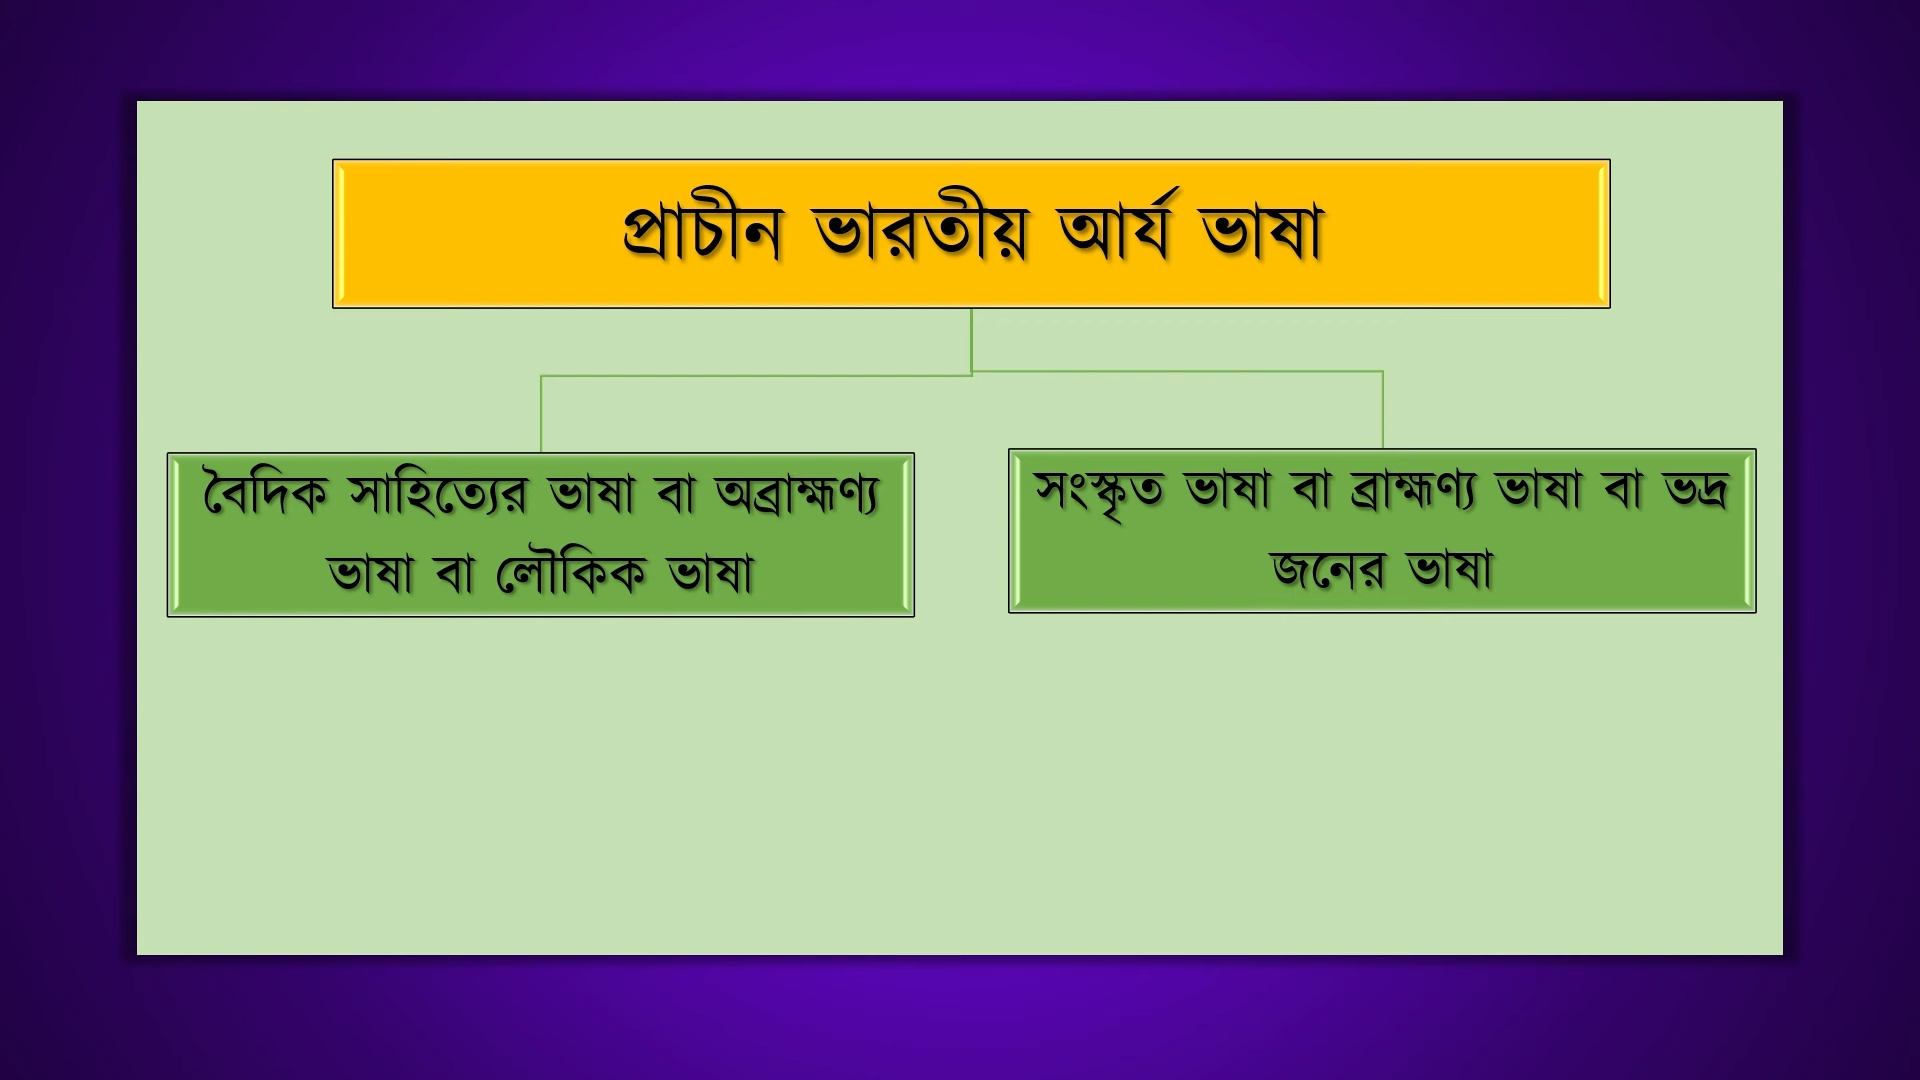 প্রাচীন ভারতীয় আর্য ভাষা
বৈদিক সাহিত্যের ভাষা বা অব্রাহ্মণ্য
ভাষা বা লৌকিক ভাষা
সংস্কৃত ভাষা বা ব্রাহ্মণ্য ভাষা বা ভদ্র
জনের ভাষা